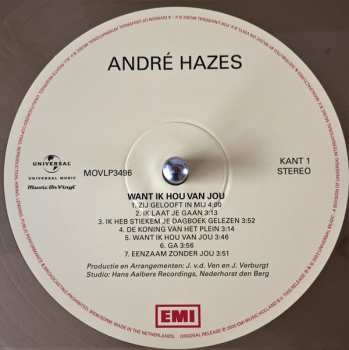 ANDRÉ HAZES
UNIVERSAL
UNIVERSAL MUSIC
Music On Vinyl
MOVLP3496
KANT 1
STEREO
WANT IK HOU VAN JOU
1. ZIJ GELOOFT IN MIJ 4:00
2. IK LAAT JE GAAN 3:13
3. IK HEB STIEKEM JE DAGBOEK GELEZEN 3:52
4. DE KONING VAN HET PLEIN 3:14
5. WANT IK HOU VAN JOU 3:46
6. GA 3:56
7. EENZAAM ZONDER JOU 3:51
Productie en Arrangementen: J. v.d. Ven en J. Verburgt
Studio: Hans Aalbers Recordings, Nederhorst den Berg
EMI
MADE IN THE NETHERLANDS.